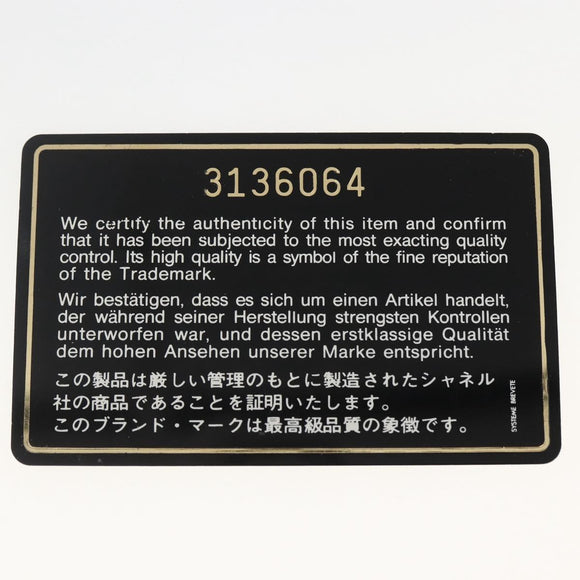 3136064
We certify the authenticity of this item and confirm
that it has been subjected to the most exacting quality
control. Its high quality is a symbol of the fine reputation
of the Trademark.
Wir bestätigen, dass es sich um einen Artikel handelt,
der während seiner Herstellung strengsten Kontrollen
unterworfen war, und dessen erstklassige Qualität
dem hohen Ansehen unserer Marke entspricht.
この製品は厳しい管理のもとに製造されたシャネル
社の商品であることを証明いたします。
このブランド・マークは最高級品質の象徴です。
SYSTEME BREVETE